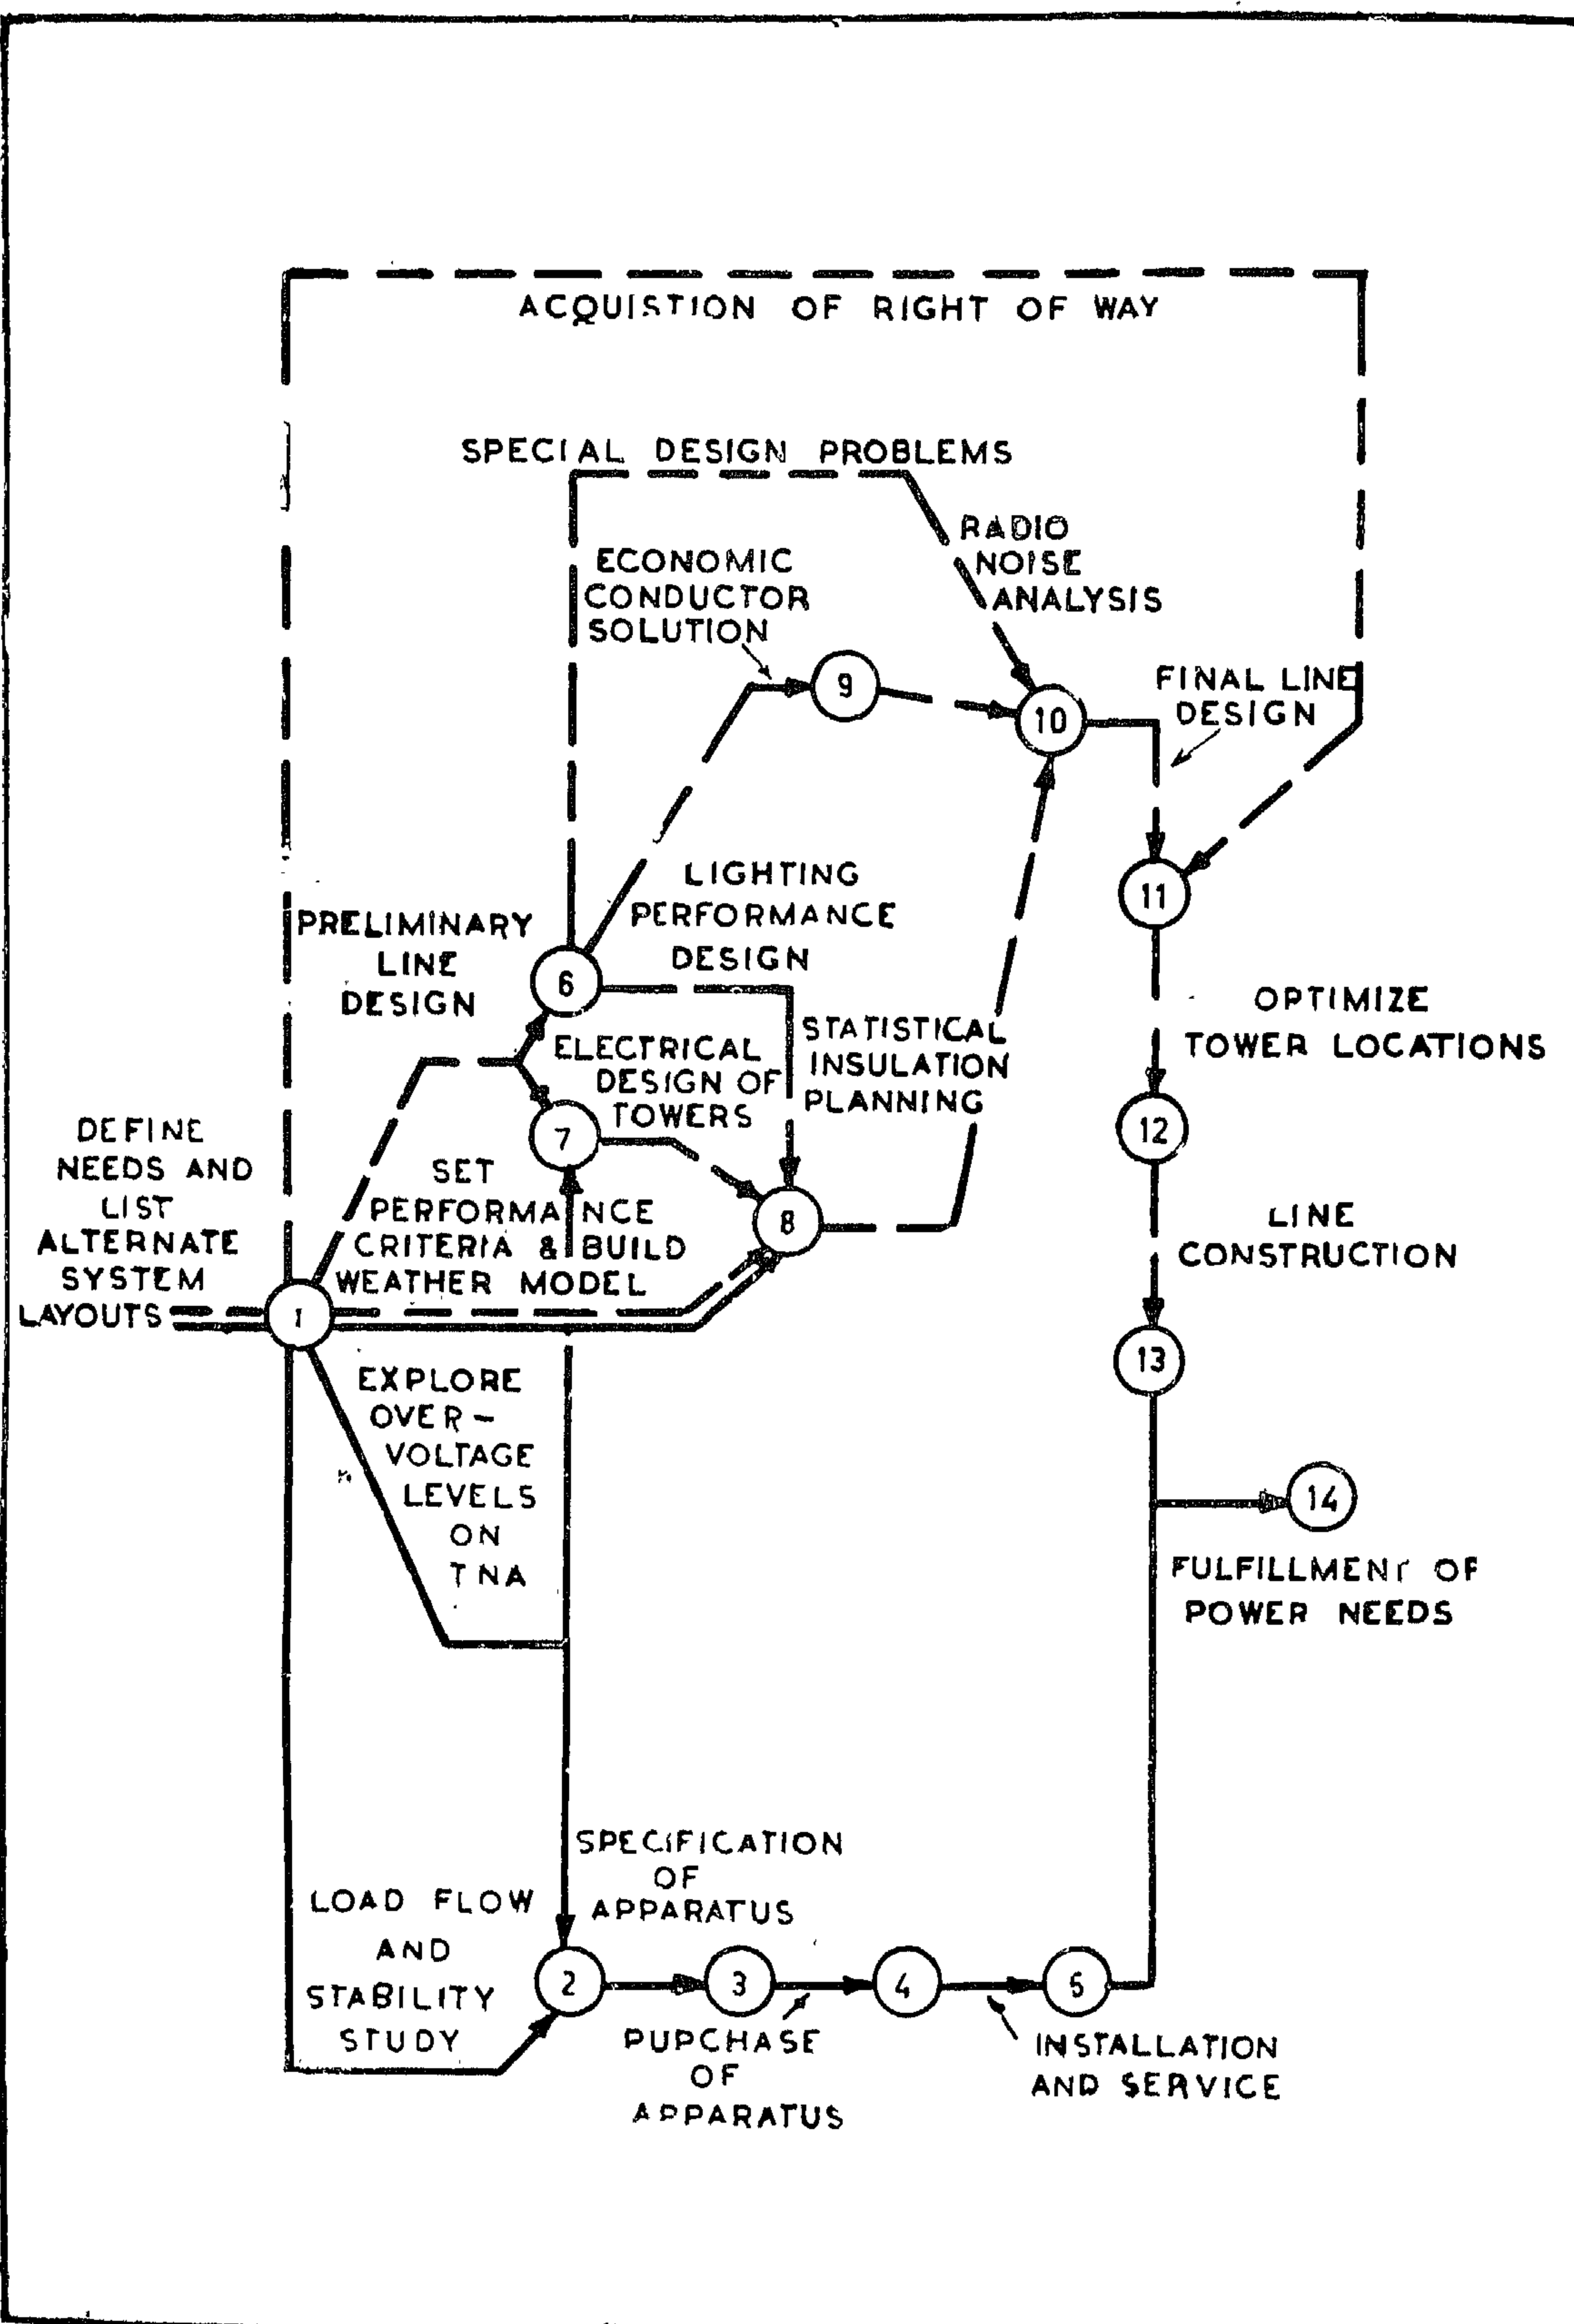 ACQUISTION OF RIGHT OF WAY
SPECIAL DESIGN PROBLEMS
RADIO
NOISE
ANALYSIS
ECONOMIC
CONDUCTOR
SOLUTION
9
10
FINAL LINE
DESIGN
11
LIGHTING
PERFORMANCE
DESIGN
PRELIMINARY
LINE
DESIGN
6
STATISTICAL
INSULATION
PLANNING
ELECTRICAL
DESIGN OF
TOWERS
7
OPTIMIZE
TOWER LOCATIONS
12
DEFINE
NEEDS AND
LIST
ALTERNATE
SYSTEM
LAYOUTS
1
SET
PERFORMANCE
CRITERIA & BUILD
WEATHER MODEL
8
LINE
CONSTRUCTION
13
EXPLORE
OVER-
VOLTAGE
LEVELS
ON
TNA
14
FULFILLMENT OF
POWER NEEDS
SPECIFICATION
OF
APPARATUS
LOAD FLOW
AND
STABILITY
STUDY
2
3
4
5
PUPCHASE
OF
APPARATUS
INSTALLATION
AND SERVICE